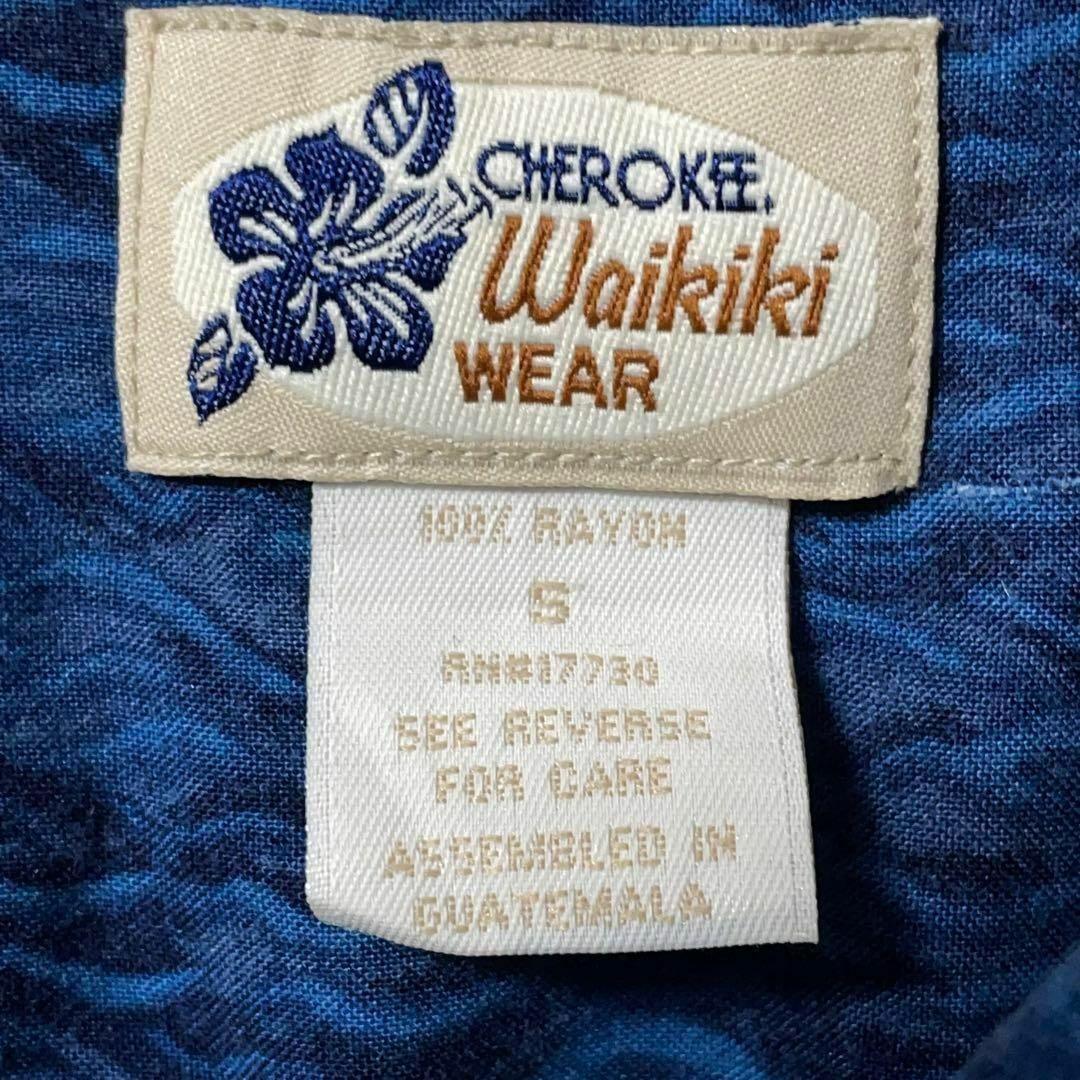 CHEROKEE.
Waikiki
WEAR
100% RAYON
S
RN#17730
SEE REVERSE
FOR CARE
ASSEMBLED IN
GUATEMALA